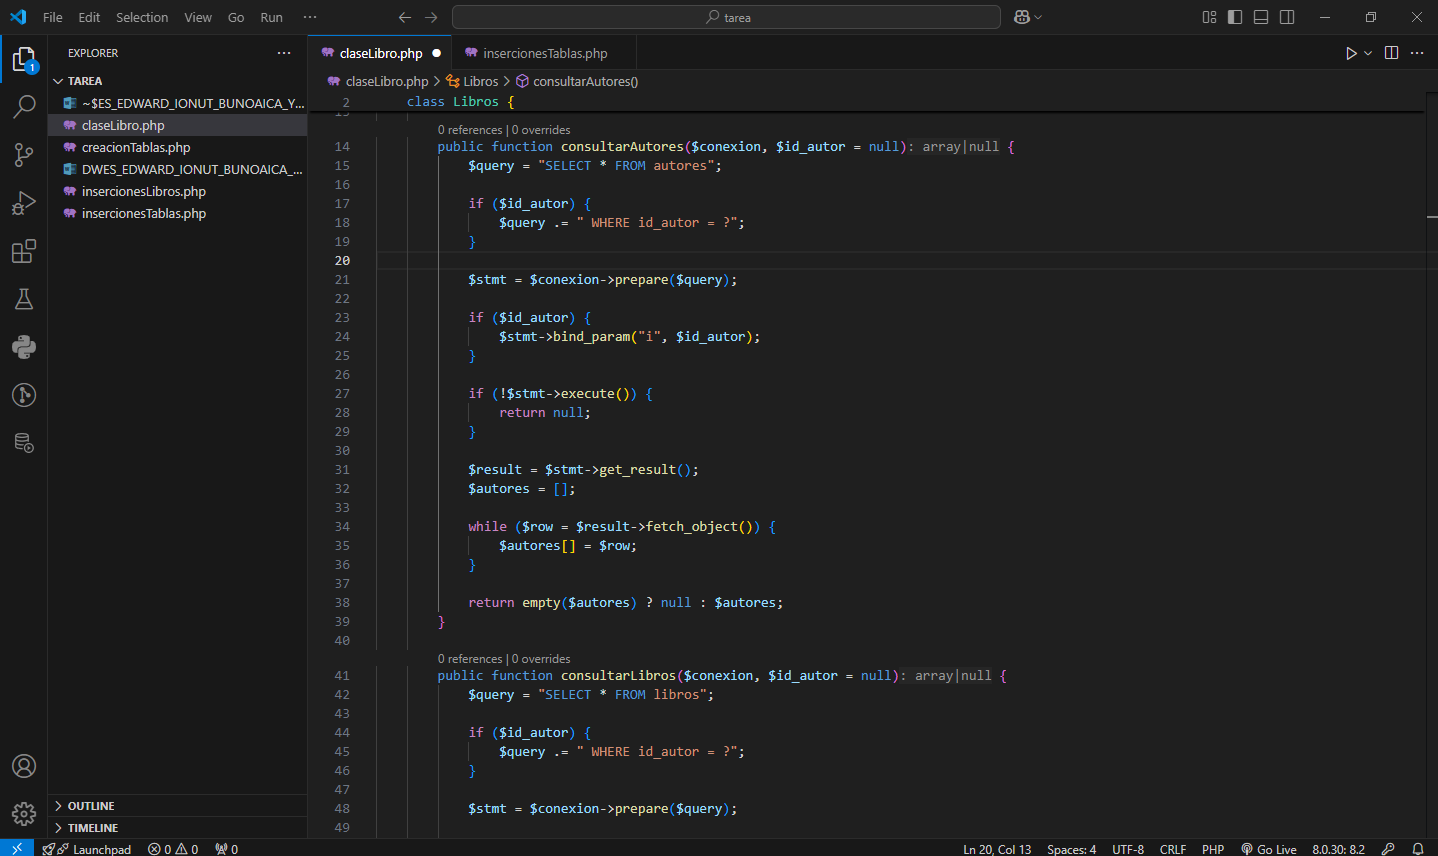 File Edit Selection View Go Run ···
tarea
EXPLORER ···
claseLibro.php
insercionesTablas.php
TAREA
~$ES_EDWARD_IONUT_BUNOAICA_Y...
claseLibro.php
creacionTablas.php
DWES_EDWARD_IONUT_BUNOAICA_...
insercionesLibros.php
insercionesTablas.php
OUTLINE
TIMELINE
1
claseLibro.php > Libros > consultarAutores()
2 class Libros {
13
0 references | 0 overrides
14 public function consultarAutores($conexion, $id_autor = null): array|null {
15 $query = "SELECT * FROM autores";
16
17 if ($id_autor) {
18 $query .= " WHERE id_autor = ?";
19 }
20
21 $stmt = $conexion->prepare($query);
22
23 if ($id_autor) {
24 $stmt->bind_param("i", $id_autor);
25 }
26
27 if (!$stmt->execute()) {
28 return null;
29 }
30
31 $result = $stmt->get_result();
32 $autores = [];
33
34 while ($row = $result->fetch_object()) {
35 $autores[] = $row;
36 }
37
38 return empty($autores) ? null : $autores;
39 }
40
0 references | 0 overrides
41 public function consultarLibros($conexion, $id_autor = null): array|null {
42 $query = "SELECT * FROM libros";
43
44 if ($id_autor) {
45 $query .= " WHERE id_autor = ?";
46 }
47
48 $stmt = $conexion->prepare($query);
49
Launchpad 0 0 0 Ln 20, Col 13 Spaces: 4 UTF-8 CRLF PHP Go Live 8.0.30: 8.2